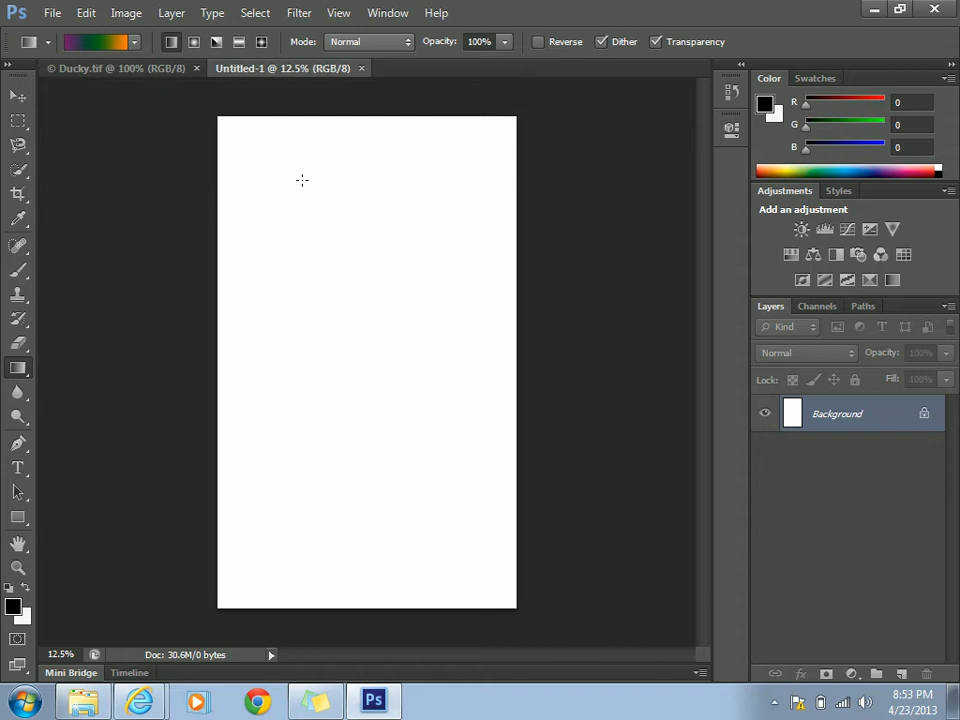 Ps File Edit Image Layer Type Select Filter View Window Help
Mode: Normal Opacity: 100% Reverse Dither Transparency
© Ducky.tif @ 100% (RGB/8) × Untitled-1 @ 12.5% (RGB/8) ×
Color Swatches
R 0
G 0
B 0
Adjustments Styles
Add an adjustment
Layers Channels Paths
Kind T
Normal Opacity: 100%
Lock: Fill: 100%
Background
T
fx
12.5% Doc: 30.6M/0 bytes
Mini Bridge Timeline
Ps
8:53 PM
4/23/2013